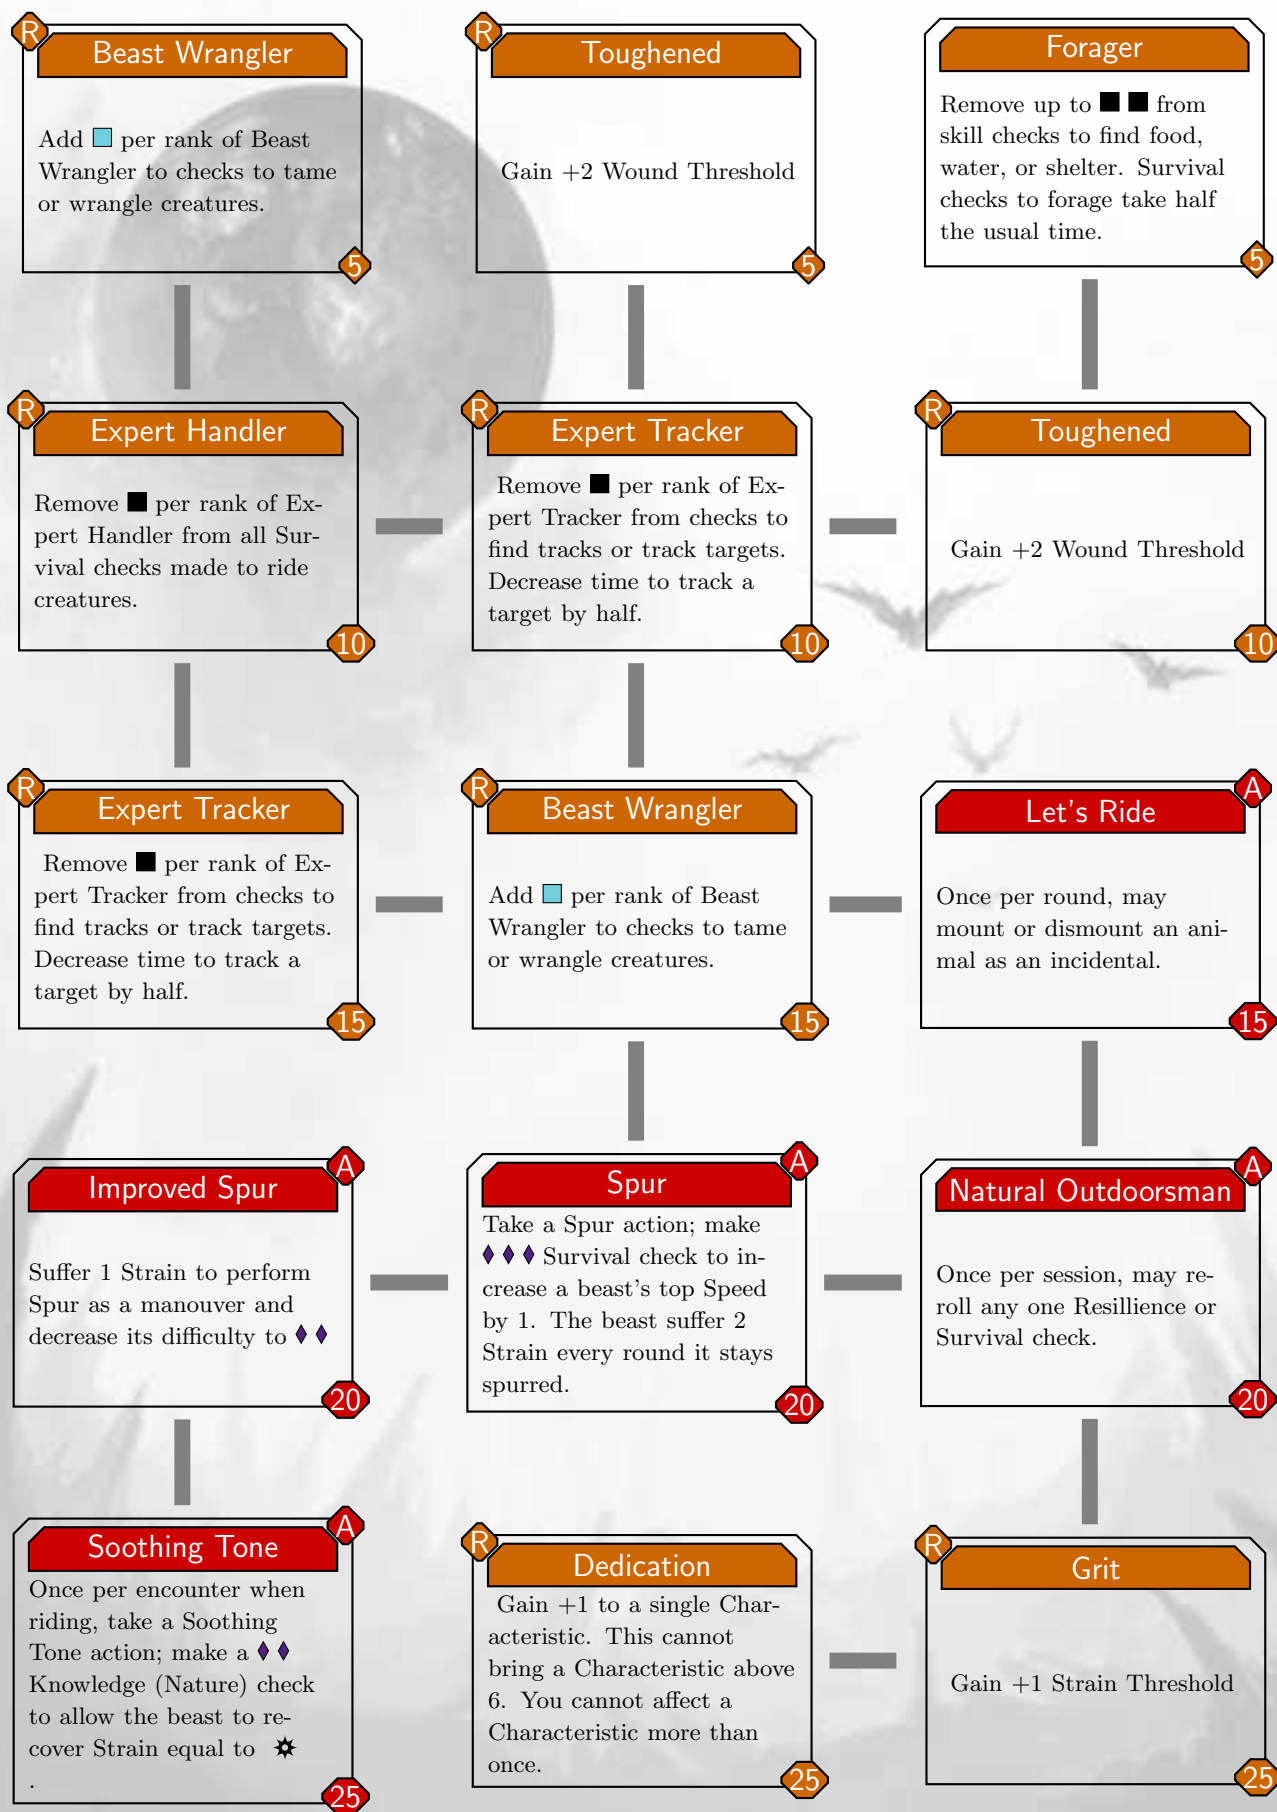 R
Beast Wrangler
Add per rank of Beast
Wrangler to checks to tame
or wrangle creatures.
5
R
Toughened
Gain +2 Wound Threshold
5
Forager
Remove up to from
skill checks to find food,
water, or shelter. Survival
checks to forage take half
the usual time.
5
R
Expert Handler
Remove per rank of Ex-
pert Handler from all Sur-
vival checks made to ride
creatures.
10
R
Expert Tracker
Remove per rank of Ex-
pert Tracker from checks to
find tracks or track targets.
Decrease time to track a
target by half.
10
R
Toughened
Gain +2 Wound Threshold
10
R
Expert Tracker
Remove per rank of Ex-
pert Tracker from checks to
find tracks or track targets.
Decrease time to track a
target by half.
15
R
Beast Wrangler
Add per rank of Beast
Wrangler to checks to tame
or wrangle creatures.
15
A
Let's Ride
Once per round, may
mount or dismount an ani-
mal as an incidental.
15
A
Improved Spur
Suffer 1 Strain to perform
Spur as a manouver and
decrease its difficulty to
20
A
Spur
Take a Spur action; make
Survival check to in-
crease a beast's top Speed
by 1. The beast suffer 2
Strain every round it stays
spurred.
20
A
Natural Outdoorsman
Once per session, may re-
roll any one Resillience or
Survival check.
20
A
Soothing Tone
Once per encounter when
riding, take a Soothing
Tone action; make a
Knowledge (Nature) check
to allow the beast to re-
cover Strain equal to
.
25
R
Dedication
Gain +1 to a single Char-
acteristic. This cannot
bring a Characteristic above
6. You cannot affect a
Characteristic more than
once.
25
R
Grit
Gain +1 Strain Threshold
25